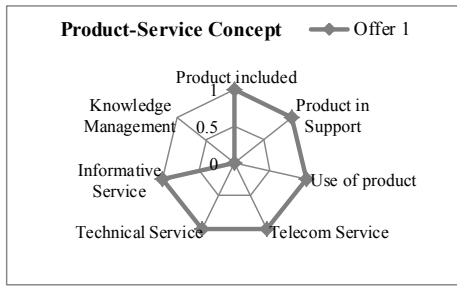 Product-Service Concept
Offer 1
Product included
1
Knowledge
Management
Product in
Support
0.5
0
Informative
Service
Use of product
Technical Service
Telecom Service